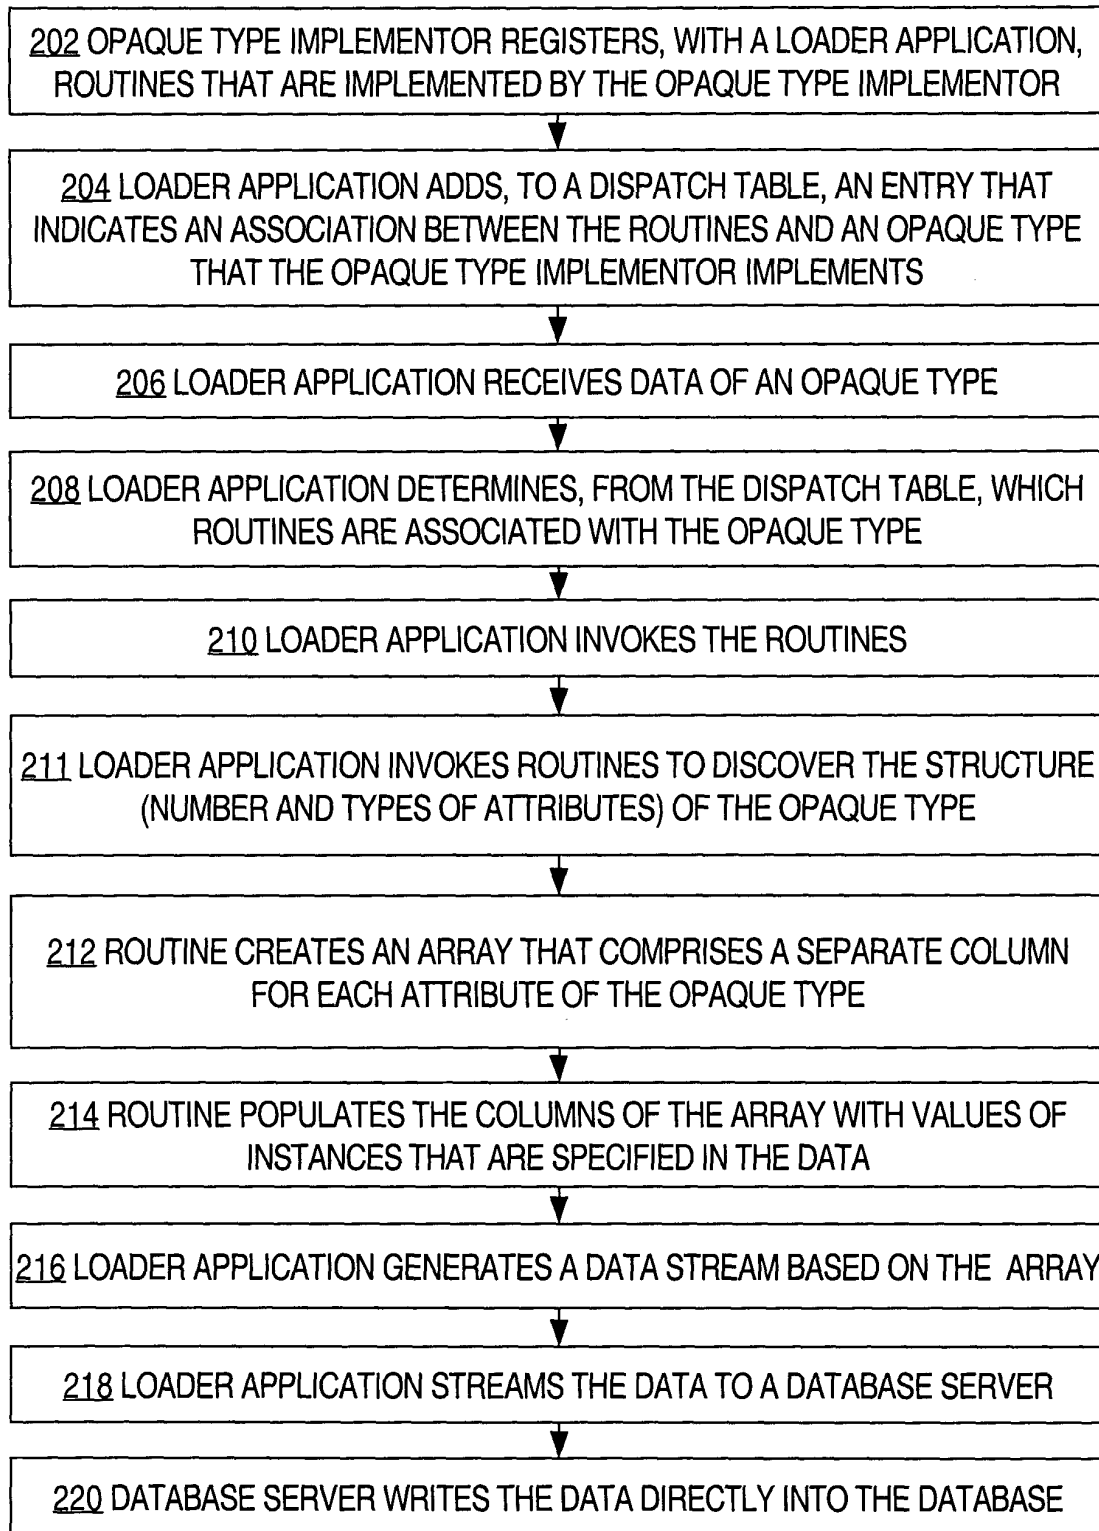 202 OPAQUE TYPE IMPLEMENTOR REGISTERS, WITH A LOADER APPLICATION,
ROUTINES THAT ARE IMPLEMENTED BY THE OPAQUE TYPE IMPLEMENTOR
204 LOADER APPLICATION ADDS, TO A DISPATCH TABLE, AN ENTRY THAT
INDICATES AN ASSOCIATION BETWEEN THE ROUTINES AND AN OPAQUE TYPE
THAT THE OPAQUE TYPE IMPLEMENTOR IMPLEMENTS
206 LOADER APPLICATION RECEIVES DATA OF AN OPAQUE TYPE
208 LOADER APPLICATION DETERMINES, FROM THE DISPATCH TABLE, WHICH
ROUTINES ARE ASSOCIATED WITH THE OPAQUE TYPE
210 LOADER APPLICATION INVOKES THE ROUTINES
211 LOADER APPLICATION INVOKES ROUTINES TO DISCOVER THE STRUCTURE
(NUMBER AND TYPES OF ATTRIBUTES) OF THE OPAQUE TYPE
212 ROUTINE CREATES AN ARRAY THAT COMPRISES A SEPARATE COLUMN
FOR EACH ATTRIBUTE OF THE OPAQUE TYPE
214 ROUTINE POPULATES THE COLUMNS OF THE ARRAY WITH VALUES OF
INSTANCES THAT ARE SPECIFIED IN THE DATA
216 LOADER APPLICATION GENERATES A DATA STREAM BASED ON THE ARRAY
218 LOADER APPLICATION STREAMS THE DATA TO A DATABASE SERVER
220 DATABASE SERVER WRITES THE DATA DIRECTLY INTO THE DATABASE